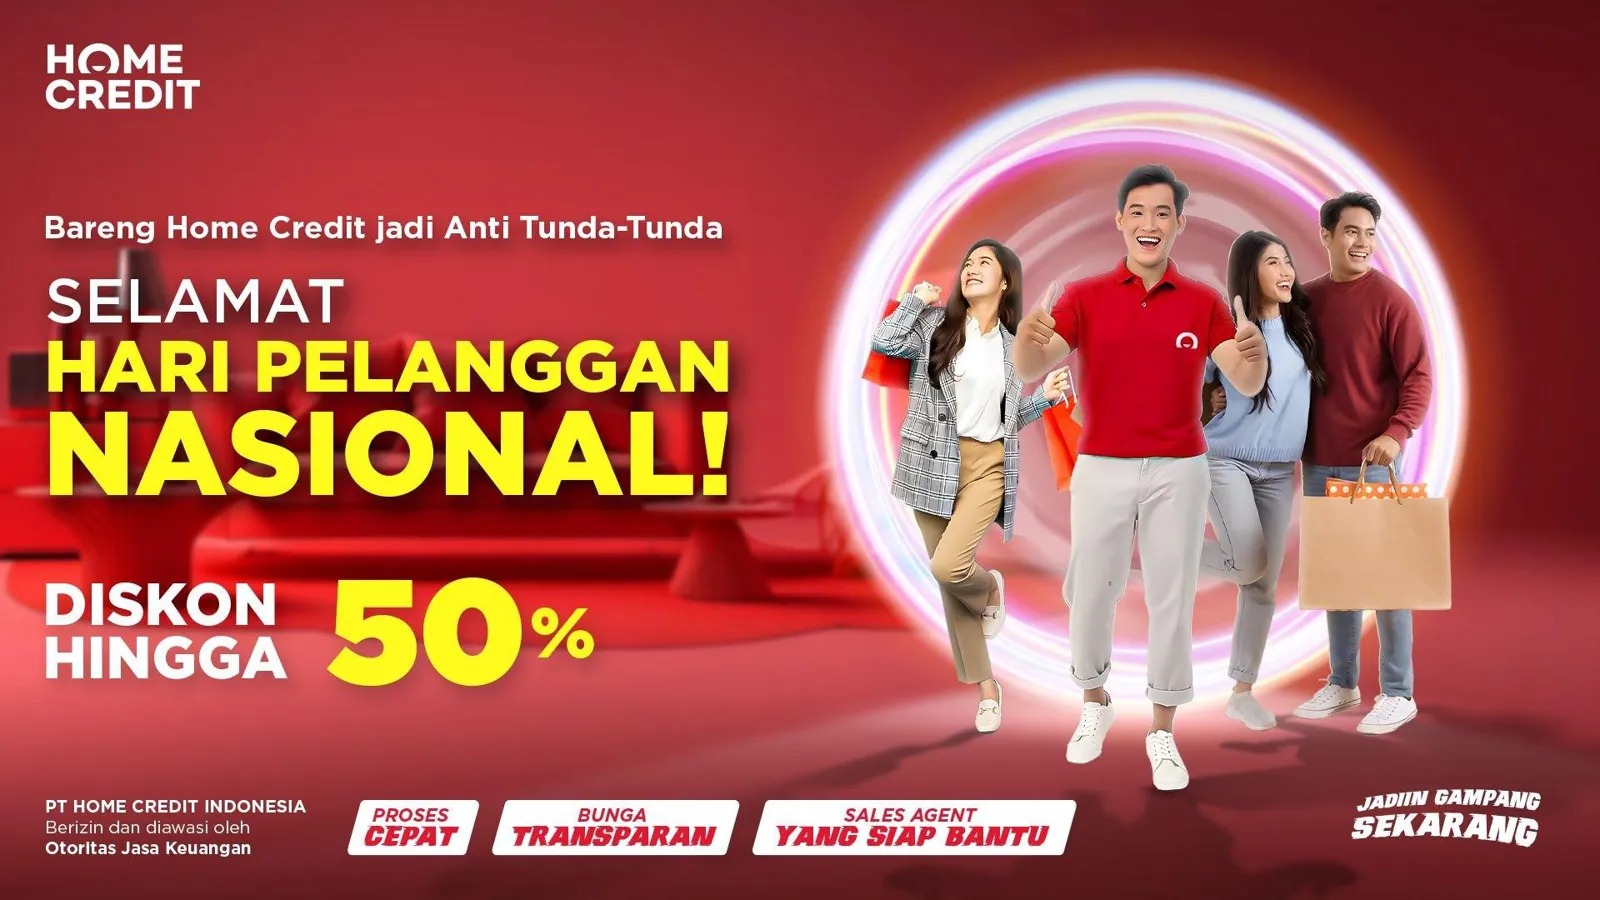 HOME
CREDIT
Bareng Home Credit jadi Anti Tunda-Tunda
SELAMAT
HARI PELANGGAN
NASIONAL!
DISKON
HINGGA
50%
PT HOME CREDIT INDONESIA
Berizin dan diawasi oleh
Otoritas Jasa Keuangan
PROSES
CEPAT
BUNGA
TRANSPARAN
SALES AGENT
YANG SIAP BANTU
JADIIN GAMPANG
SEKARANG